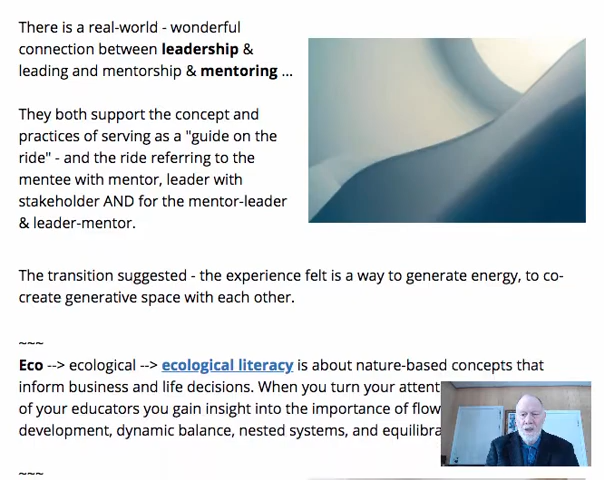 There is a real-world - wonderful
connection between leadership &
leading and mentorship & mentoring ...
They both support the concept and
practices of serving as a "guide on the
ride" - and the ride referring to the
mentee with mentor, leader with
stakeholder AND for the mentor-leader
& leader-mentor.
The transition suggested - the experience felt is a way to generate energy, to co-
create generative space with each other.
~~~
Eco --> ecological --> ecological literacy is about nature-based concepts that
inform business and life decisions. When you turn your
of your educators you gain insight into the importance of flow
development, dynamic balance, nested systems, and
~~~